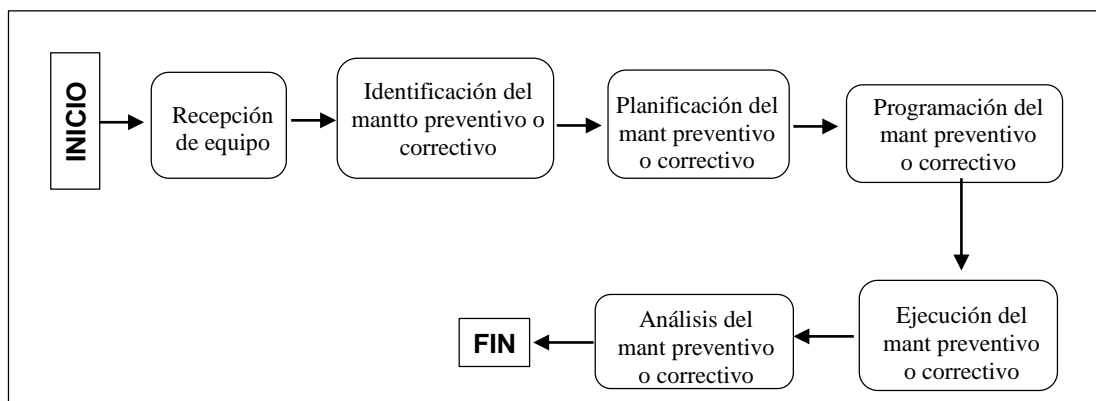 INICIO
Recepción
de equipo
Identificación del
mantto preventivo o
correctivo
Planificación del
mant preventivo
o correctivo
Programación del
mant preventivo
o correctivo
Ejecución del
mant preventivo
o correctivo
Análisis del
mant preventivo
o correctivo
FIN